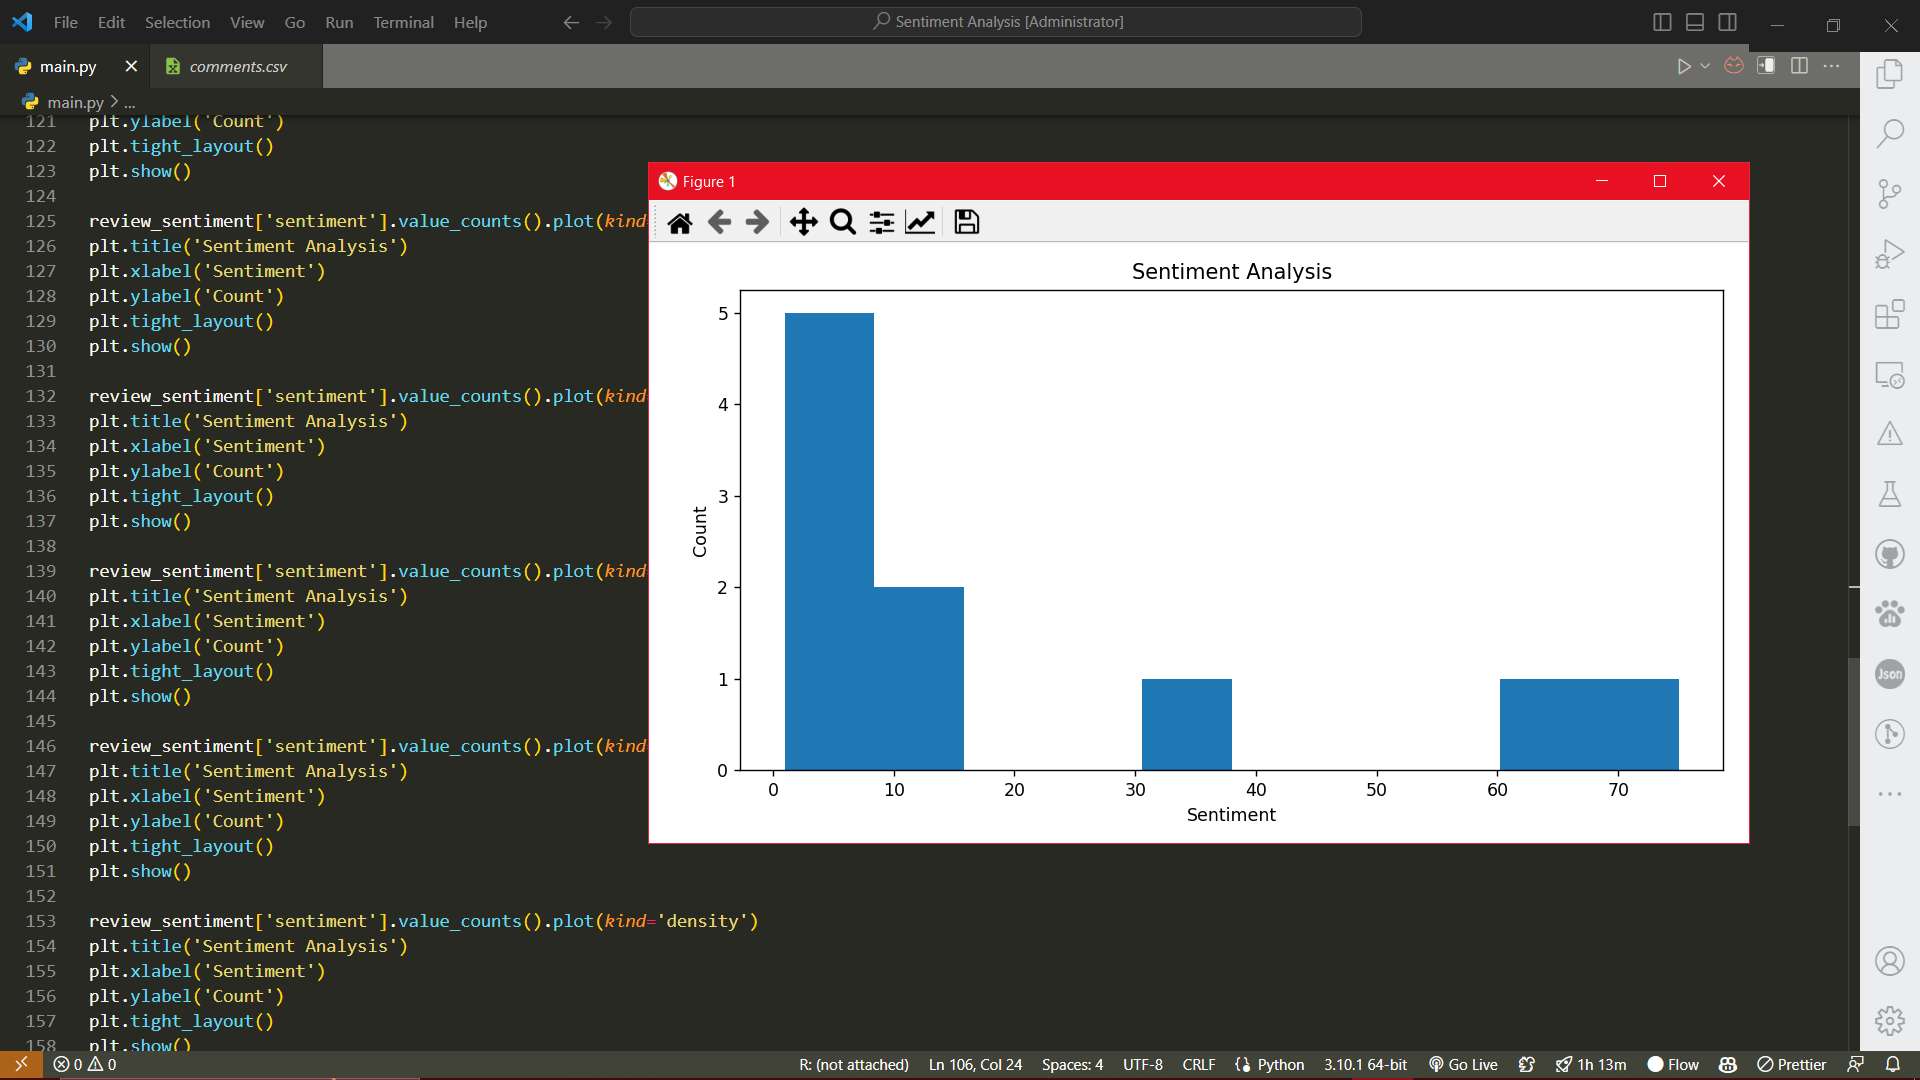 File Edit Selection View Go Run Terminal Help
Sentiment Analysis [Administrator]
main.py
comments.csv
main.py > ...
121 plt.ylabel('Count')
122 plt.tight_layout()
123 plt.show()
124
125 review_sentiment['sentiment'].value_counts().plot(kind=
126 plt.title('Sentiment Analysis')
127 plt.xlabel('Sentiment')
128 plt.ylabel('Count')
129 plt.tight_layout()
130 plt.show()
131
132 review_sentiment['sentiment'].value_counts().plot(kind=
133 plt.title('Sentiment Analysis')
134 plt.xlabel('Sentiment')
135 plt.ylabel('Count')
136 plt.tight_layout()
137 plt.show()
138
139 review_sentiment['sentiment'].value_counts().plot(kind=
140 plt.title('Sentiment Analysis')
141 plt.xlabel('Sentiment')
142 plt.ylabel('Count')
143 plt.tight_layout()
144 plt.show()
145
146 review_sentiment['sentiment'].value_counts().plot(kind=
147 plt.title('Sentiment Analysis')
148 plt.xlabel('Sentiment')
149 plt.ylabel('Count')
150 plt.tight_layout()
151 plt.show()
152
153 review_sentiment['sentiment'].value_counts().plot(kind='density')
154 plt.title('Sentiment Analysis')
155 plt.xlabel('Sentiment')
156 plt.ylabel('Count')
157 plt.tight_layout()
158 plt.show()
Figure 1
Sentiment Analysis
5
4
3
2
1
0
Count
0 10 20 30 40 50 60 70
Sentiment
Json
0 0
R: (not attached) Ln 106, Col 24 Spaces: 4 UTF-8 CRLF Python 3.10.1 64-bit Go Live 1h 13m Flow Prettier